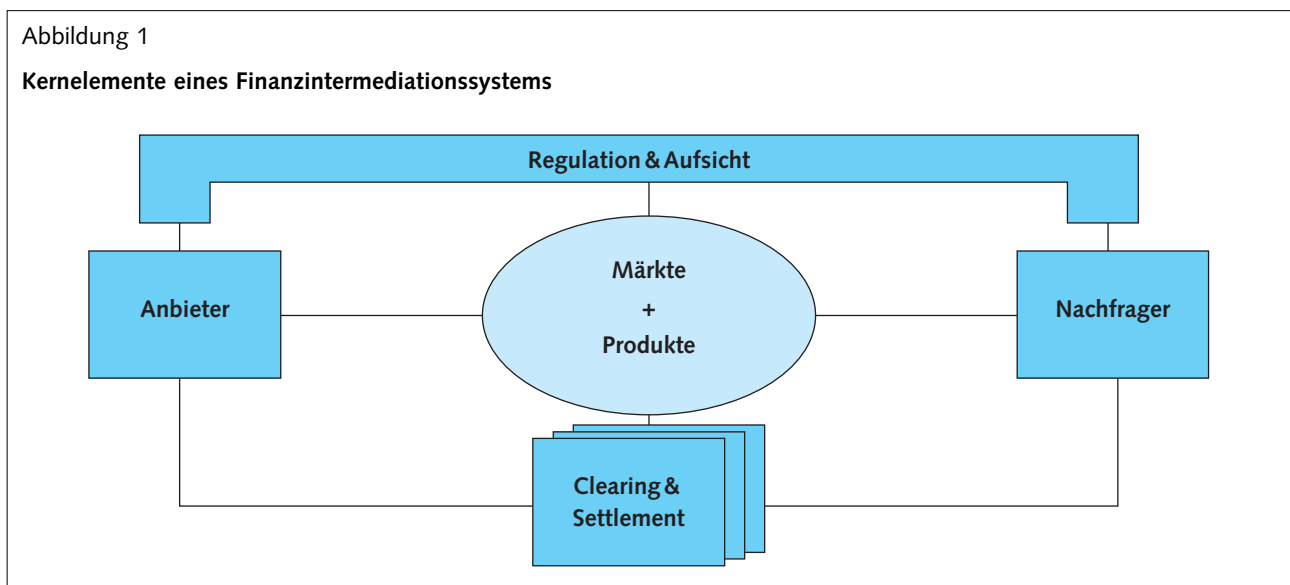 Abbildung 1
Kernelemente eines Finanzintermediationssystems
Regulation & Aufsicht
Anbieter
Märkte
+
Produkte
Nachfrager
Clearing &
Settlement